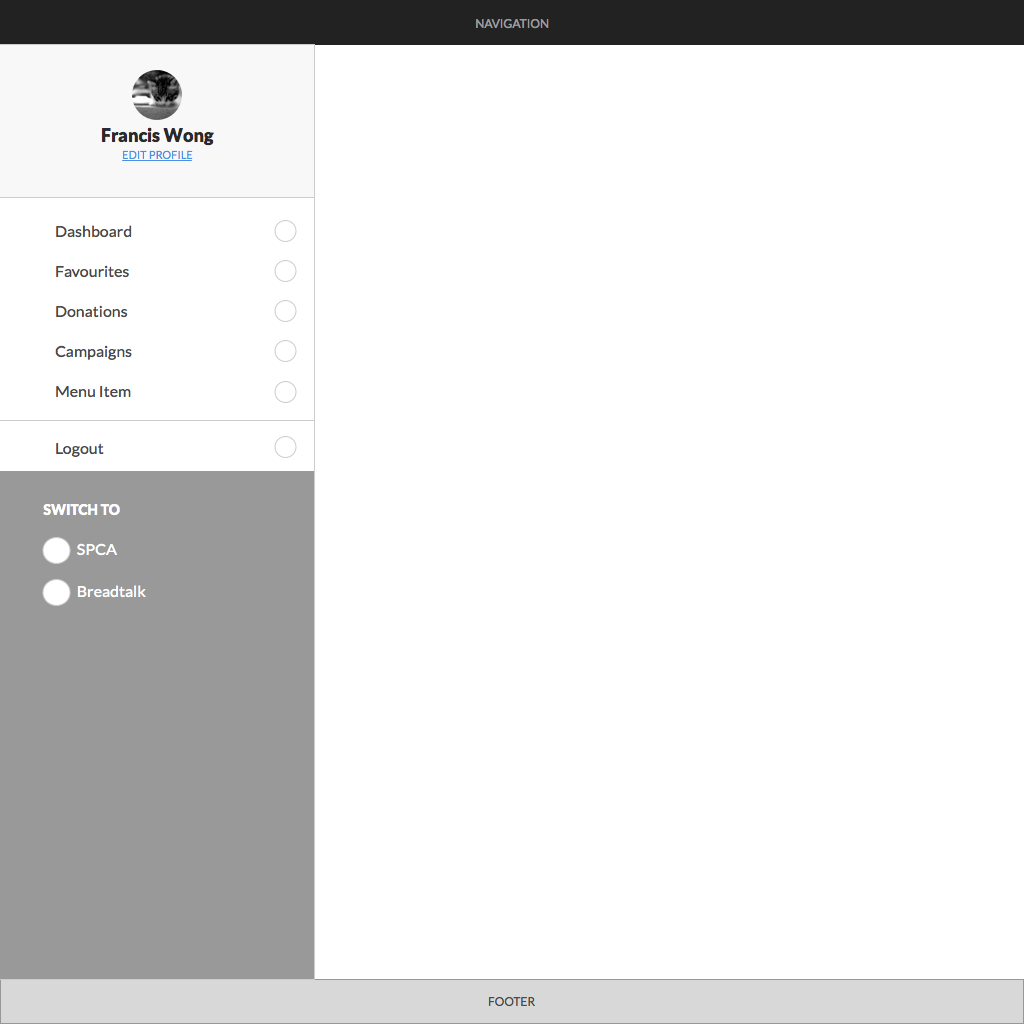 NAVIGATION
Francis Wong
EDIT PROFILE
Dashboard
Favourites
Donations
Campaigns
Menu Item
Logout
SWITCH TO
SPCA
Breadtalk
FOOTER